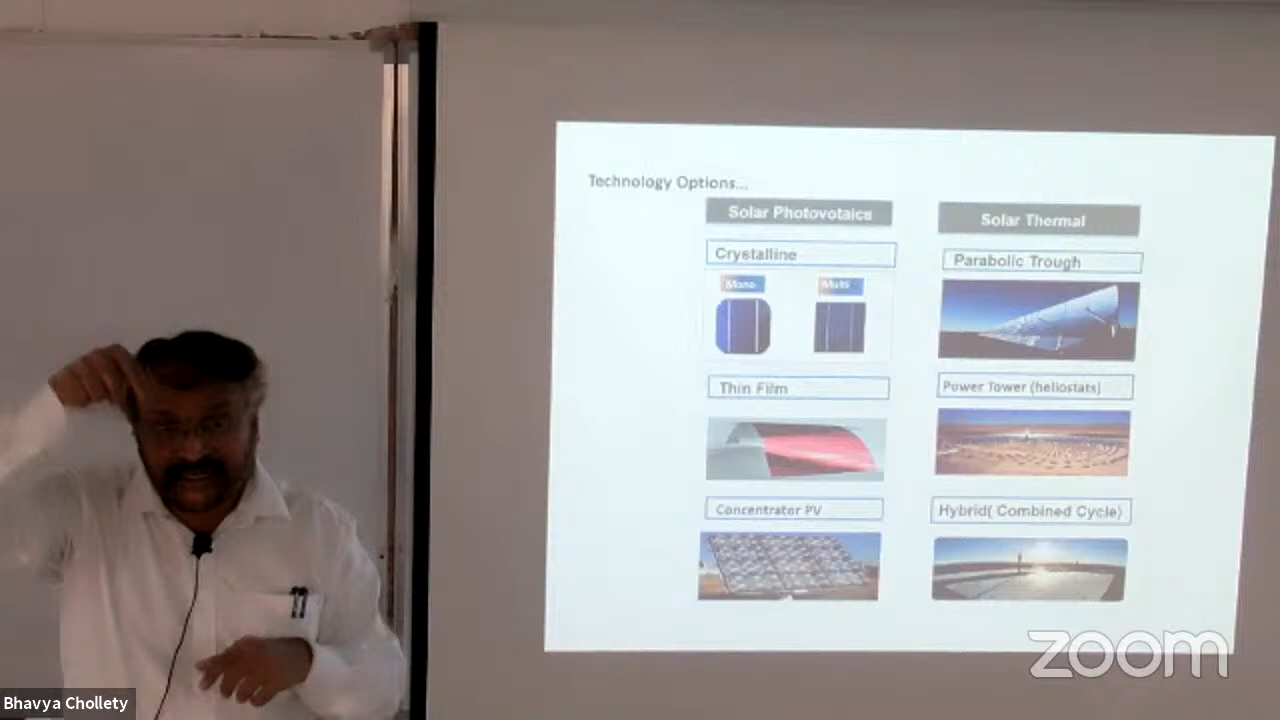 Technology Options...
Solar Photovotaics
Solar Thermal
Crystalline
Parabolic Trough
Mono
Multi
Thin Film
Power Tower (heliostats)
Concentrator PV
Hybrid( Combined Cycle)
zoom
Bhavya Chollety